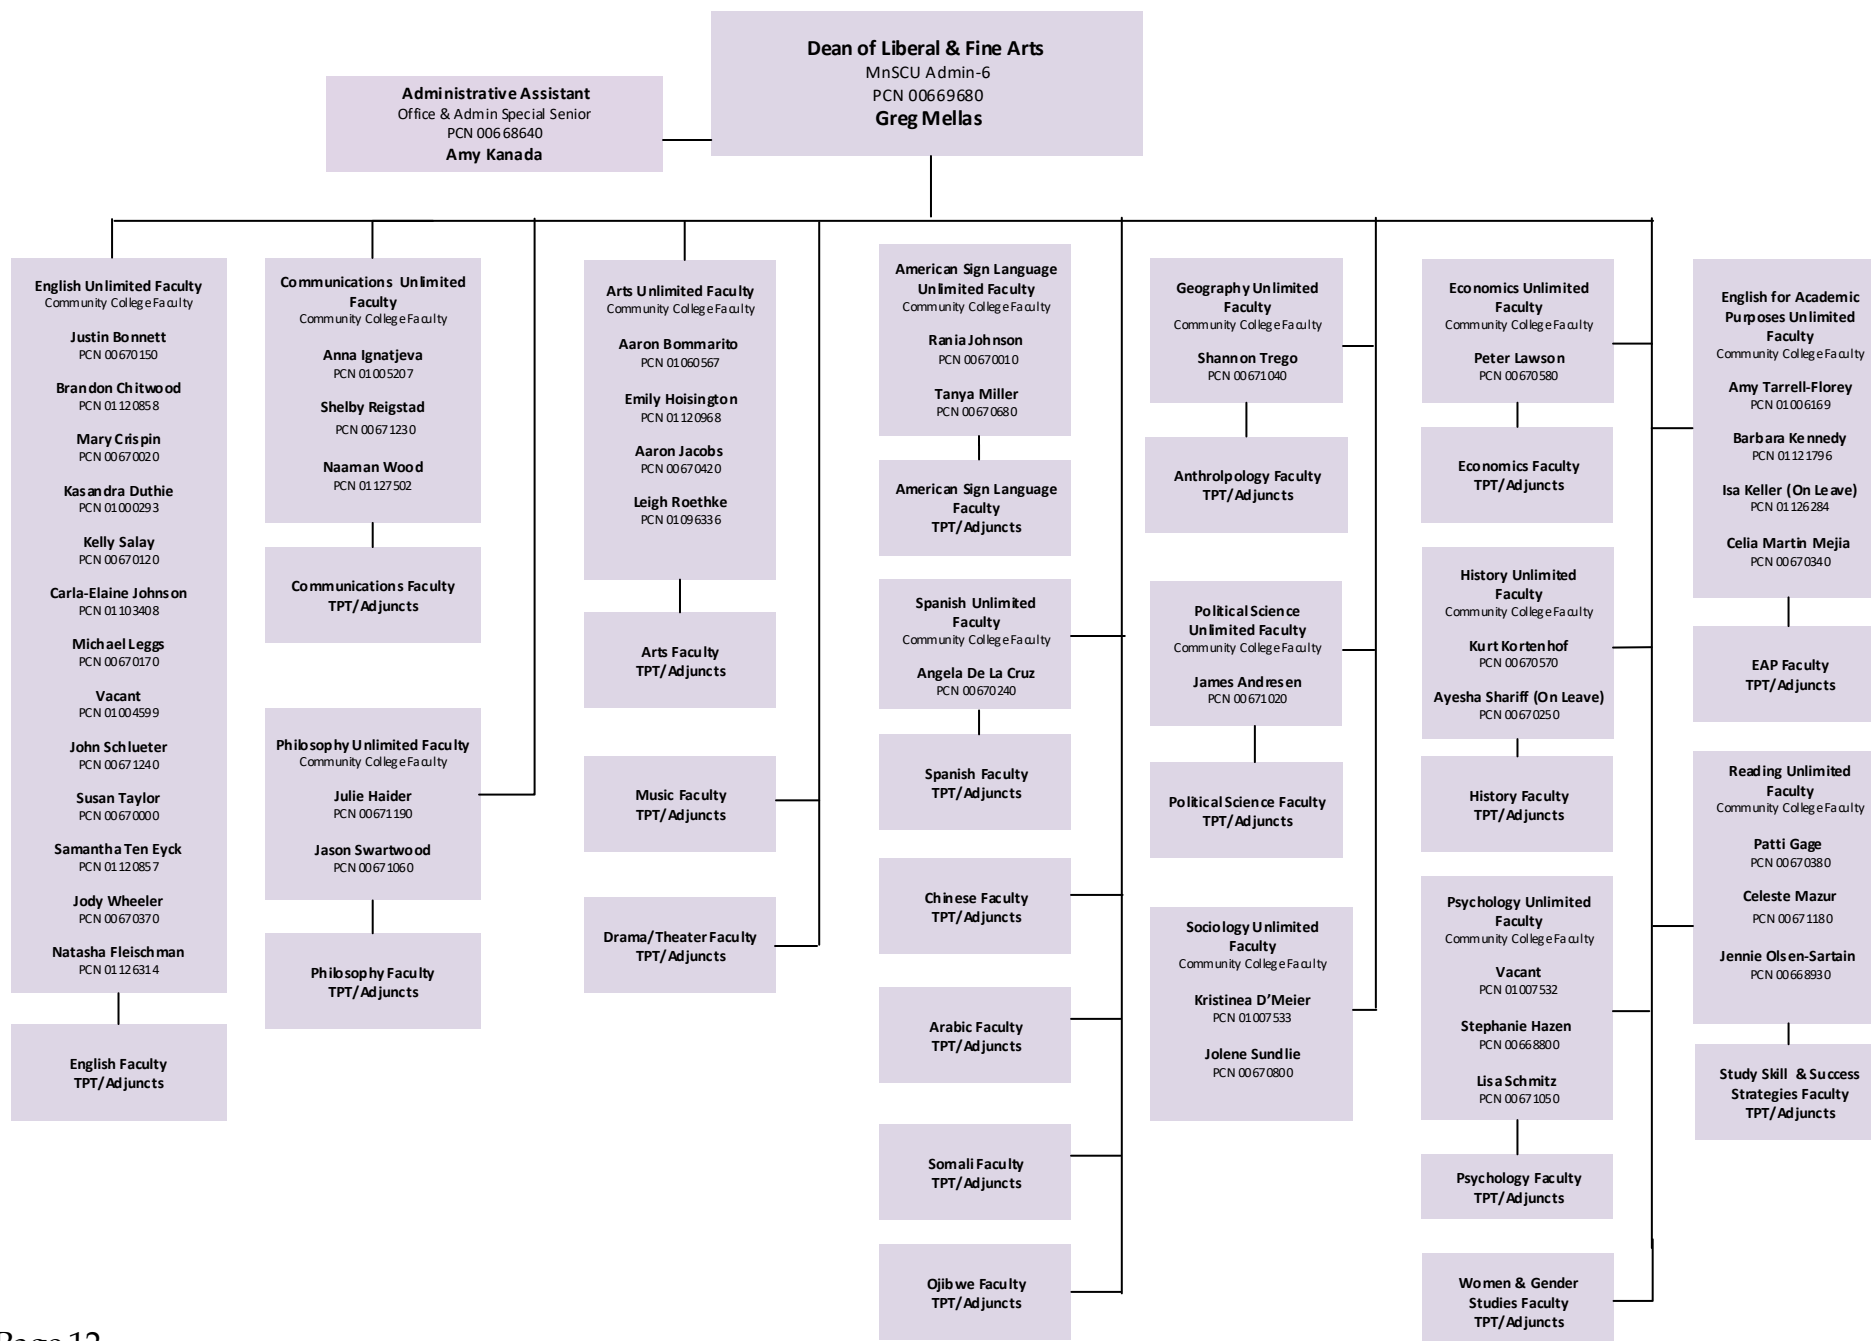 Dean of Liberal & Fine Arts
MnSCU Admin-6
PCN 00669680
Greg Mellas
Administrative Assistant
Office & Admin Special Senior
PCN 00668640
Amy Kanada
English Unlimited Faculty
Community College Faculty
Justin Bonnett
PCN 00670150
Brandon Chitwood
PCN 01120858
Mary Crispin
PCN 00670020
Kasandra Duthie
PCN 01000293
Kelly Salay
PCN 00670120
Carla-Elaine Johnson
PCN 01103408
Michael Leggs
PCN 00670170
Vacant
PCN 01004599
John Schlueter
PCN 00671240
Susan Taylor
PCN 00670000
Samantha Ten Eyck
PCN 01120857
Jody Wheeler
PCN 00670370
Natasha Fleischman
PCN 01126314
English Faculty
TPT/Adjuncts
Communications Unlimited
Faculty
Community College Faculty
Anna Ignatjeva
PCN 01005207
Shelby Reigstad
PCN 00671230
Naaman Wood
PCN 01127502
Communications Faculty
TPT/Adjuncts
Philosophy Unlimited Faculty
Community College Faculty
Julie Haider
PCN 00671190
Jason Swartwood
PCN 00671060
Philosophy Faculty
TPT/Adjuncts
Arts Unlimited Faculty
Community College Faculty
Aaron Bommarito
PCN 01060567
Emily Hoisington
PCN 01120968
Aaron Jacobs
PCN 00670420
Leigh Roethke
PCN 01096336
Arts Faculty
TPT/Adjuncts
Music Faculty
TPT/Adjuncts
Drama/Theater Faculty
TPT/Adjuncts
American Sign Language
Unlimited Faculty
Community College Faculty
Rania Johnson
PCN 00670010
Tanya Miller
PCN 00670680
American Sign Language
Faculty
TPT/Adjuncts
Spanish Unlimited
Faculty
Community College Faculty
Angela De La Cruz
PCN 00670240
Spanish Faculty
TPT/Adjuncts
Chinese Faculty
TPT/Adjuncts
Arabic Faculty
TPT/Adjuncts
Somali Faculty
TPT/Adjuncts
Ojibwe Faculty
TPT/Adjuncts
Geography Unlimited
Faculty
Community College Faculty
Shannon Trego
PCN 00671040
Anthrolpology Faculty
TPT/Adjuncts
Political Science
Unlimited Faculty
Community College Faculty
James Andresen
PCN 00671020
Political Science Faculty
TPT/Adjuncts
Sociology Unlimited
Faculty
Community College Faculty
Kristinea D’Meier
PCN 01007533
Jolene Sundlie
PCN 00670800
Economics Unlimited
Faculty
Community College Faculty
Peter Lawson
PCN 00670580
Economics Faculty
TPT/Adjuncts
History Unlimited
Faculty
Community College Faculty
Kurt Kortenhof
PCN 00670570
Ayesha Shariff (On Leave)
PCN 00670250
History Faculty
TPT/Adjuncts
Psychology Unlimited
Faculty
Community College Faculty
Vacant
PCN 01007532
Stephanie Hazen
PCN 00668800
Lisa Schmitz
PCN 00671050
Psychology Faculty
TPT/Adjuncts
Women & Gender
Studies Faculty
TPT/Adjuncts
English for Academic
Purposes Unlimited
Faculty
Community College Faculty
Amy Tarrell-Florey
PCN 01006169
Barbara Kennedy
PCN 01121796
Isa Keller (On Leave)
PCN 01126284
Celia Martin Mejia
PCN 00670340
EAP Faculty
TPT/Adjuncts
Reading Unlimited
Faculty
Community College Faculty
Patti Gage
PCN 00670380
Celeste Mazur
PCN 00671180
Jennie Olsen-Sartain
PCN 00668930
Study Skill & Success
Strategies Faculty
TPT/Adjuncts
Page 12